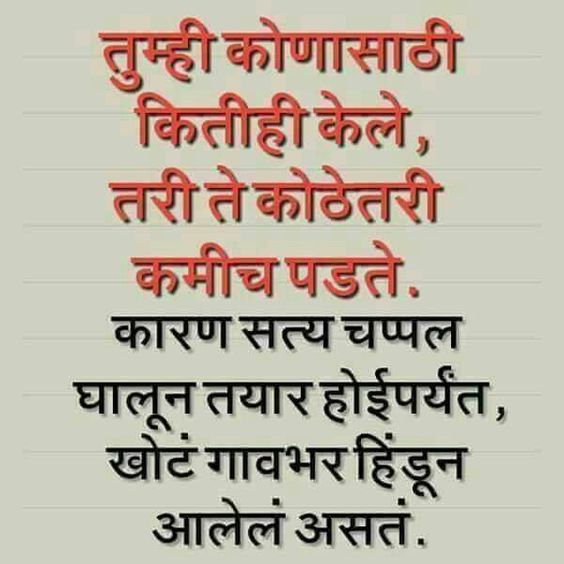 तुम्ही कोणासाठी
कितीही केले,
तरी ते कोठेतरी
कमीच पडते.
कारण सत्य चप्पल
घालून तयार होईपर्यंत,
खोटं गावभर हिंडून
आलेलं असतं.